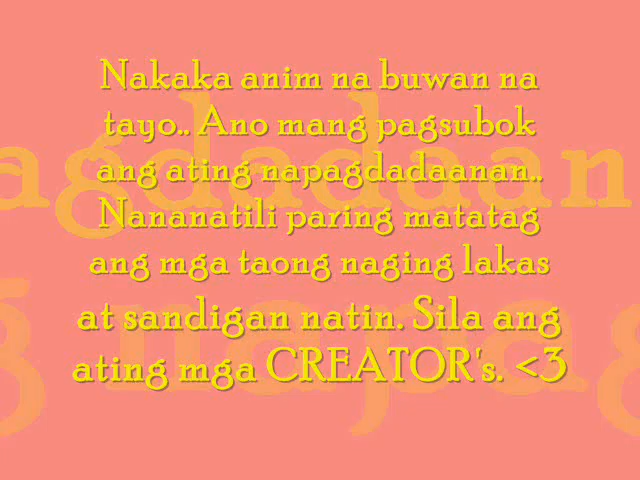 Nakaka anim na buwan na
tayo.. Ano mang pagsubok
ang ating napagdadaanan..
Nananatili paring matatag
ang mga taong naging lakas
at sandigan natin. Sila ang
ating mga CREATOR's. <3